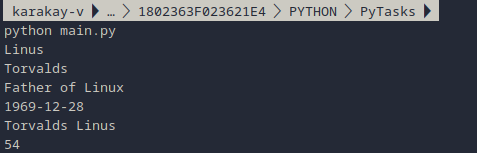 karakay-v … 1802363F023621E4 PYTHON PyTasks
python main.py
Linus
Torvalds
Father of Linux
1969-12-28
Torvalds Linus
54